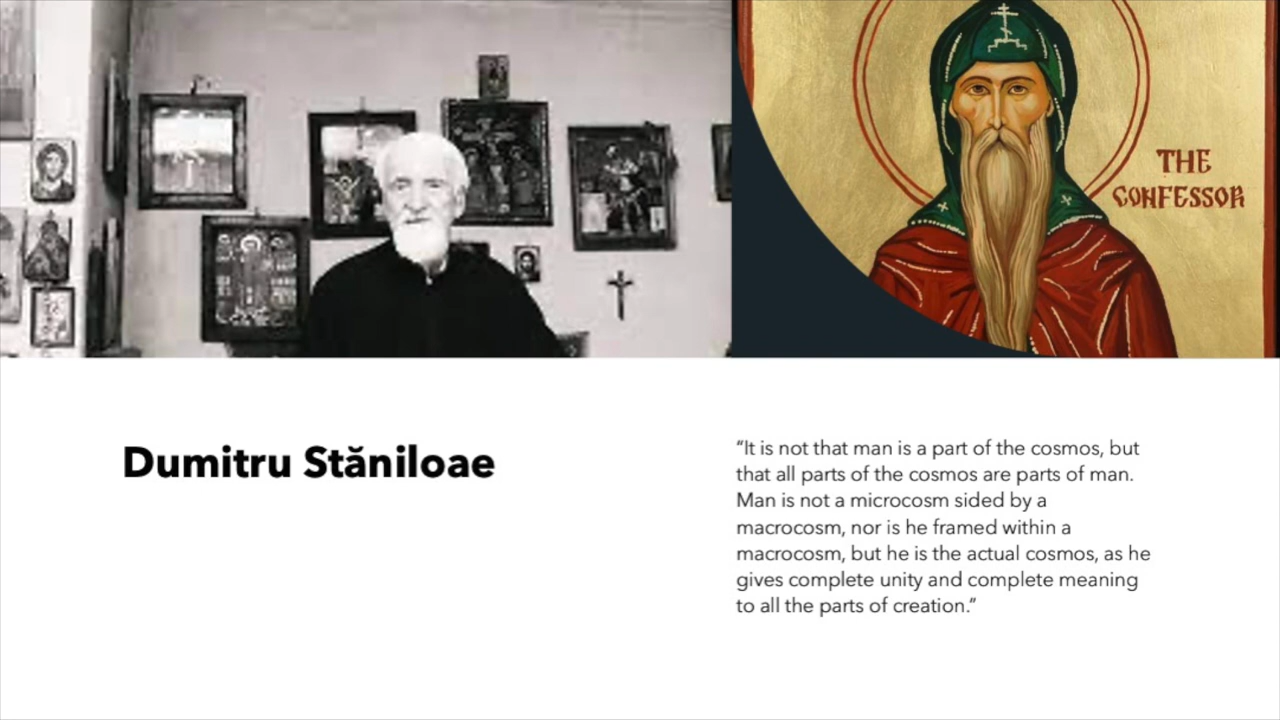 THE
CONFESSOR
Dumitru Stăniloae
“It is not that man is a part of the cosmos, but
that all parts of the cosmos are parts of man.
Man is not a microcosm sided by a
macrocosm, nor is he framed within a
macrocosm, but he is the actual cosmos, as he
gives complete unity and complete meaning
to all the parts of creation.”